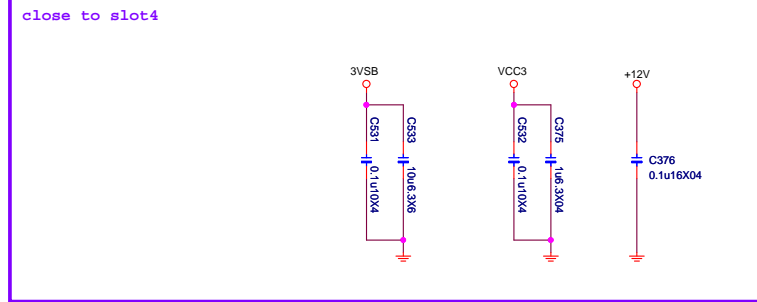 close to slot4
3VSB
VCC3
+12V
C531
0.1u10X4
C533
10u6.3X6
C532
0.1u10X4
C375
1u6.3X04
C376
0.1u16X04